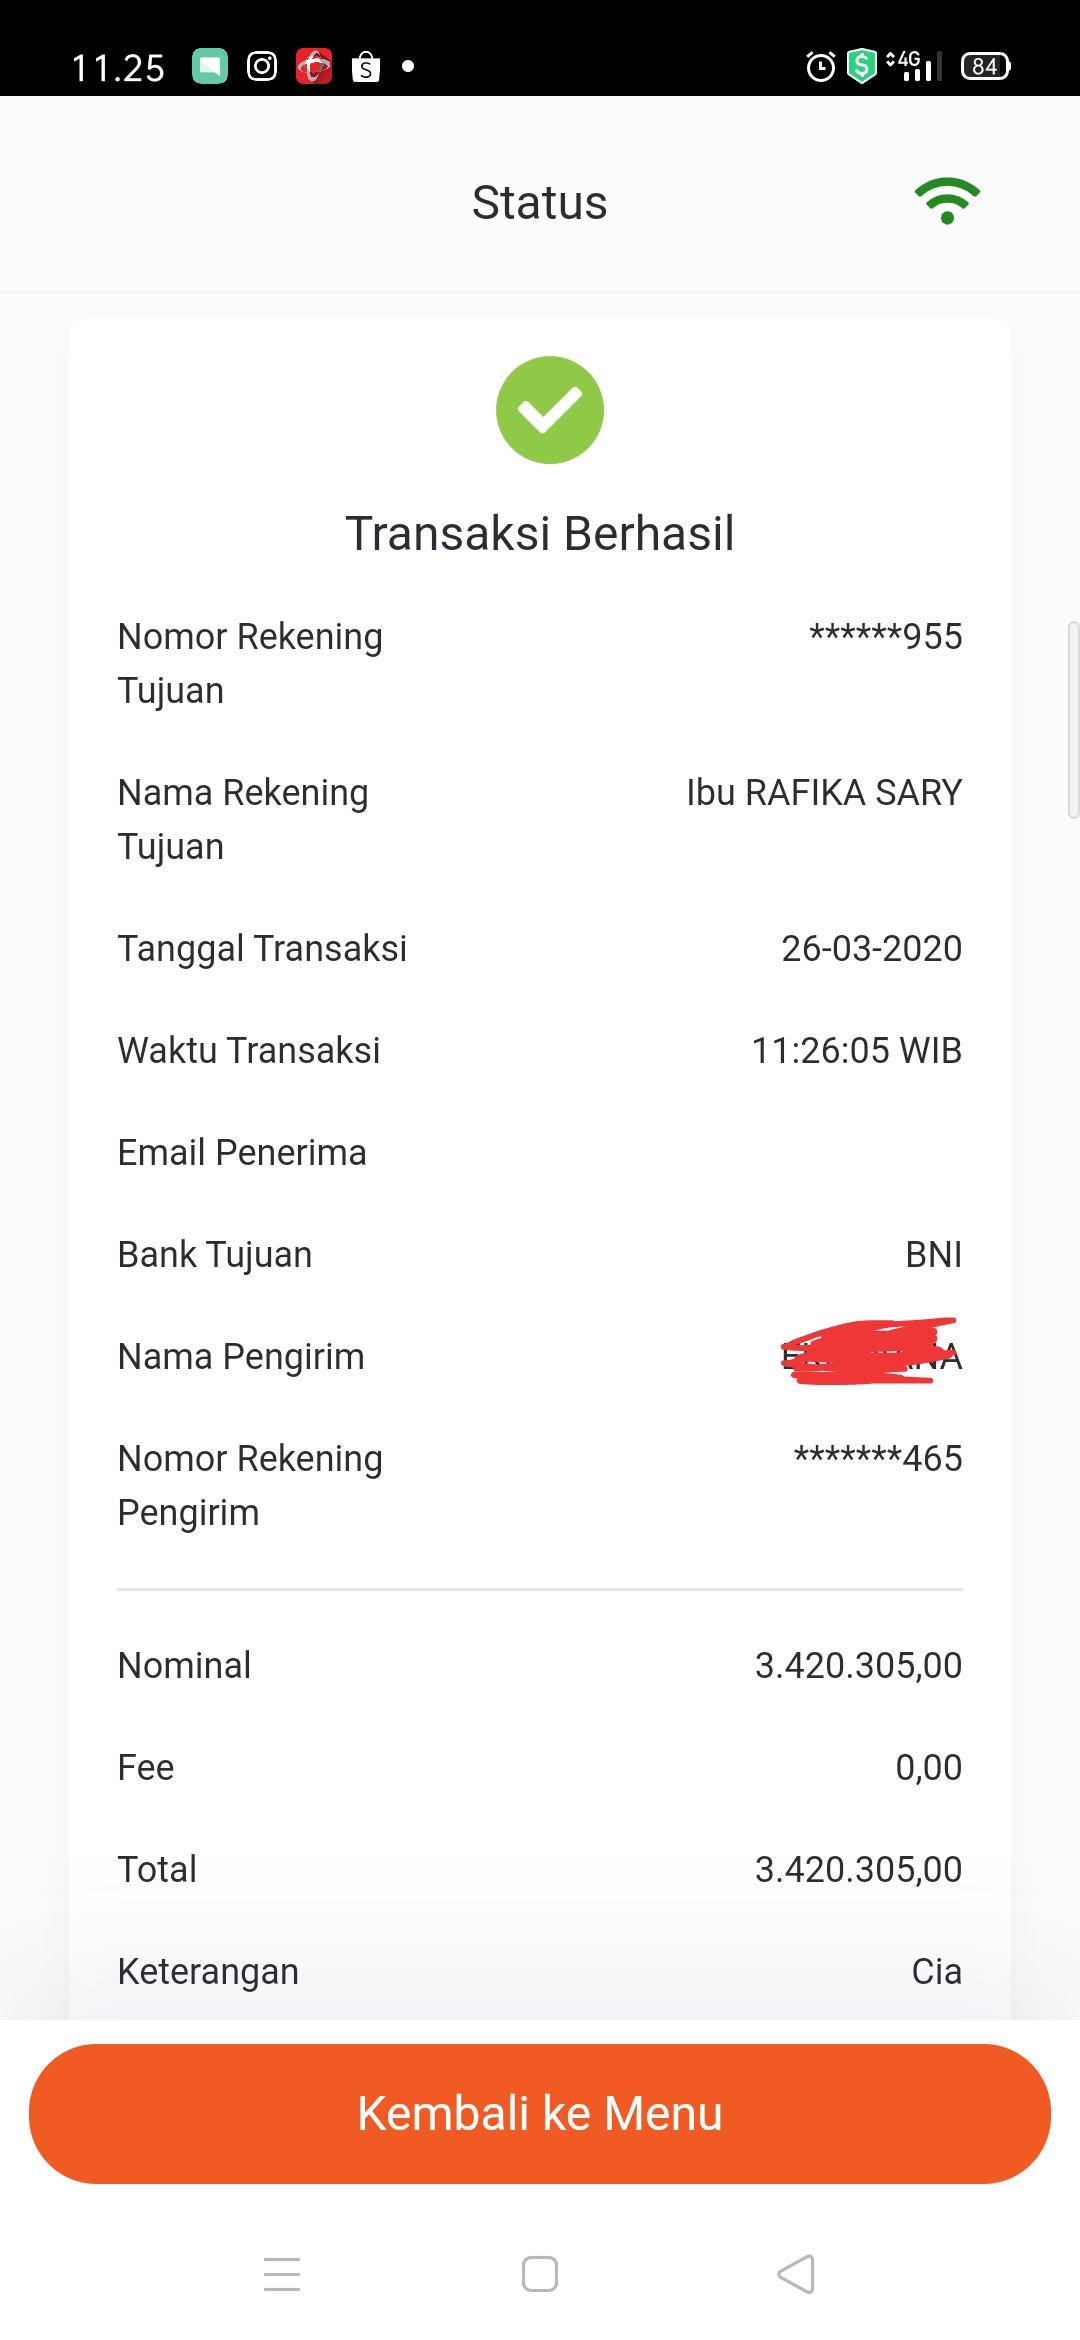 11.25
4G
84
Status
Transaksi Berhasil
Nomor Rekening
Tujuan
******955
Nama Rekening
Tujuan
Ibu RAFIKA SARY
Tanggal Transaksi
26-03-2020
Waktu Transaksi
11:26:05 WIB
Email Penerima
Bank Tujuan
BNI
Nama Pengirim
Nomor Rekening
Pengirim
*******465
Nominal
3.420.305,00
Fee
0,00
Total
3.420.305,00
Keterangan
Cia
Kembali ke Menu